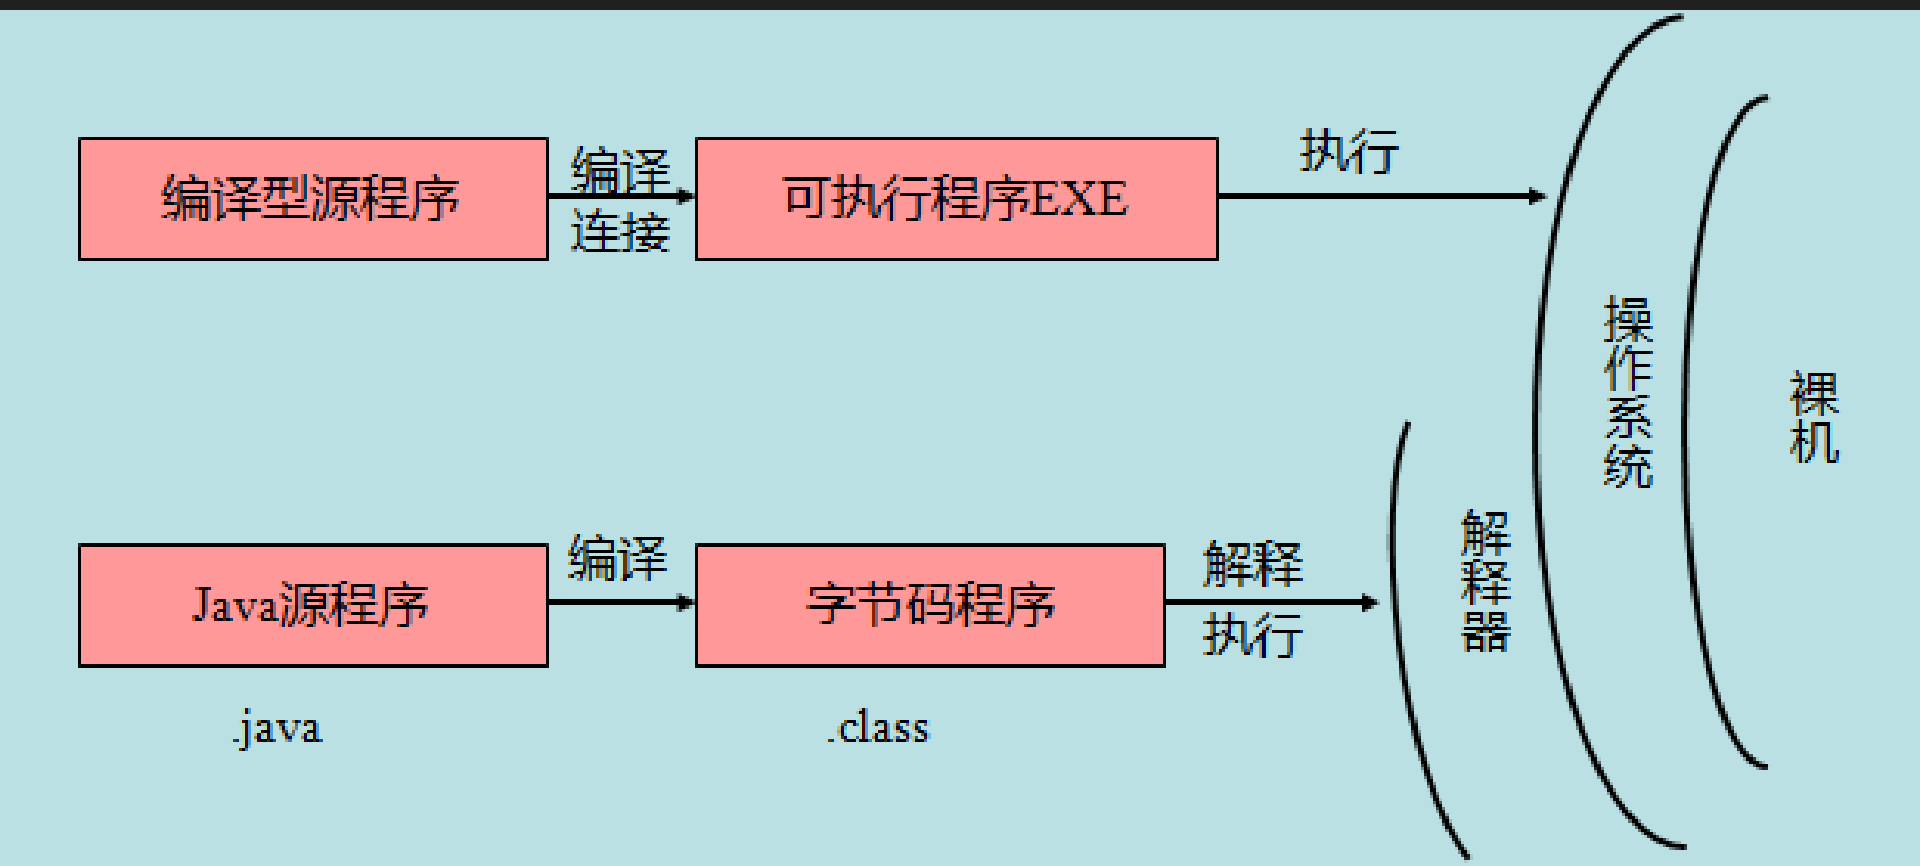 编译型源程序
编译
连接
可执行程序EXE
执行
操作系统
裸机
Java源程序
编译
字节码程序
解释
执行
解释器
.java
.class